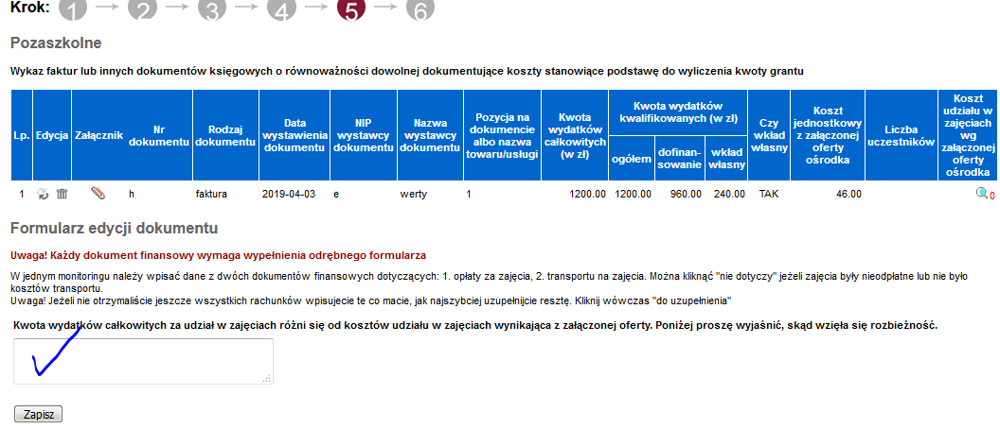 Krok: 1 2 3 4 5 6
Pozaszkolne
Wykaz faktur lub innych dokumentów księgowych o równoważności dowolnej dokumentujące koszty stanowiące podstawę do wyliczenia kwoty grantu
Lp. Edycja Załącznik Nr dokumentu Rodzaj dokumentu Data wystawienia dokumentu NIP wystawcy dokumentu Nazwa wystawcy dokumentu Pozycja na dokumencie albo nazwa towaru/usługi Kwota wydatków całkowitych (w zł) Kwota wydatków kwalifikowanych (w zł) ogółem dofinan-sowanie wkład własny Czy wkład własny Koszt jednostkowy z załączonej oferty ośrodka Liczba uczestników Koszt udziału w zajęciach wg załączonej oferty ośrodka
1 h faktura 2019-04-03 e werty 1 1200.00 1200.00 960.00 240.00 TAK 46.00 0
Formularz edycji dokumentu
Uwaga! Każdy dokument finansowy wymaga wypełnienia odrębnego formularza
W jednym monitoringu należy wpisać dane z dwóch dokumentów finansowych dotyczących: 1. opłaty za zajęcia, 2. transportu na zajęcia. Można kliknąć "nie dotyczy" jeżeli zajęcia były nieodpłatne lub nie było
kosztów transportu.
Uwaga! Jeżeli nie otrzymaliście jeszcze wszystkich rachunków wpisujecie te co macie, jak najszybciej uzupełnijcie resztę. Kliknij wówczas "do uzupełnienia"
Kwota wydatków całkowitych za udział w zajęciach różni się od kosztów udziału w zajęciach wynikająca z załączonej oferty. Poniżej proszę wyjaśnić, skąd wzięła się rozbieżność.
Zapisz